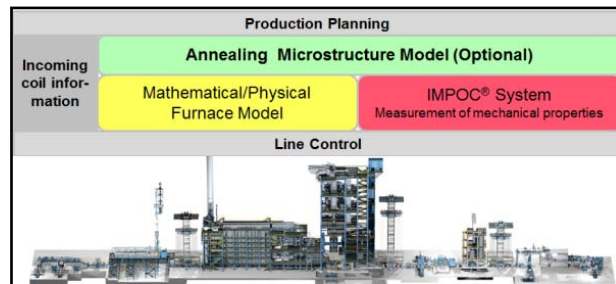 Production Planning
Annealing Microstructure Model (Optional)
Incoming
coil infor-
mation
Mathematical/Physical
Furnace Model
IMPOC® System
Measurement of mechanical properties
Line Control